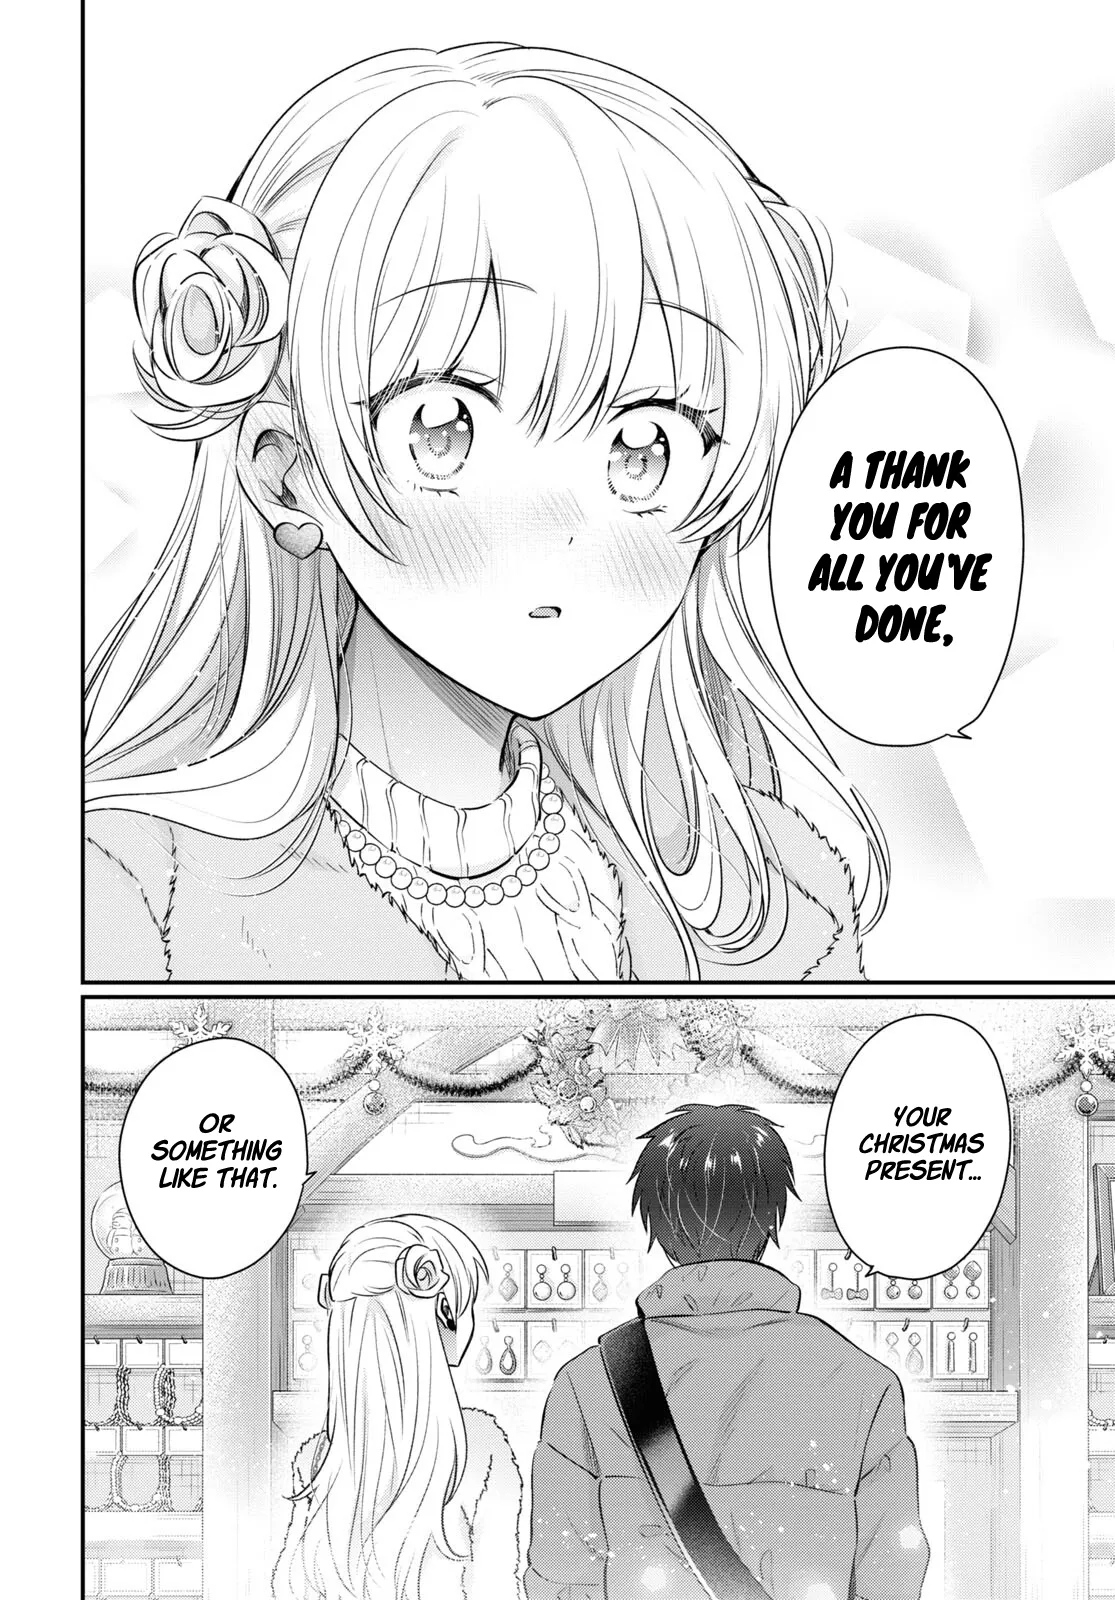 A THANK
YOU FOR
ALL YOU'VE
DONE,
YOUR
CHRISTMAS
PRESENT...
OR
SOMETHING
LIKE THAT.